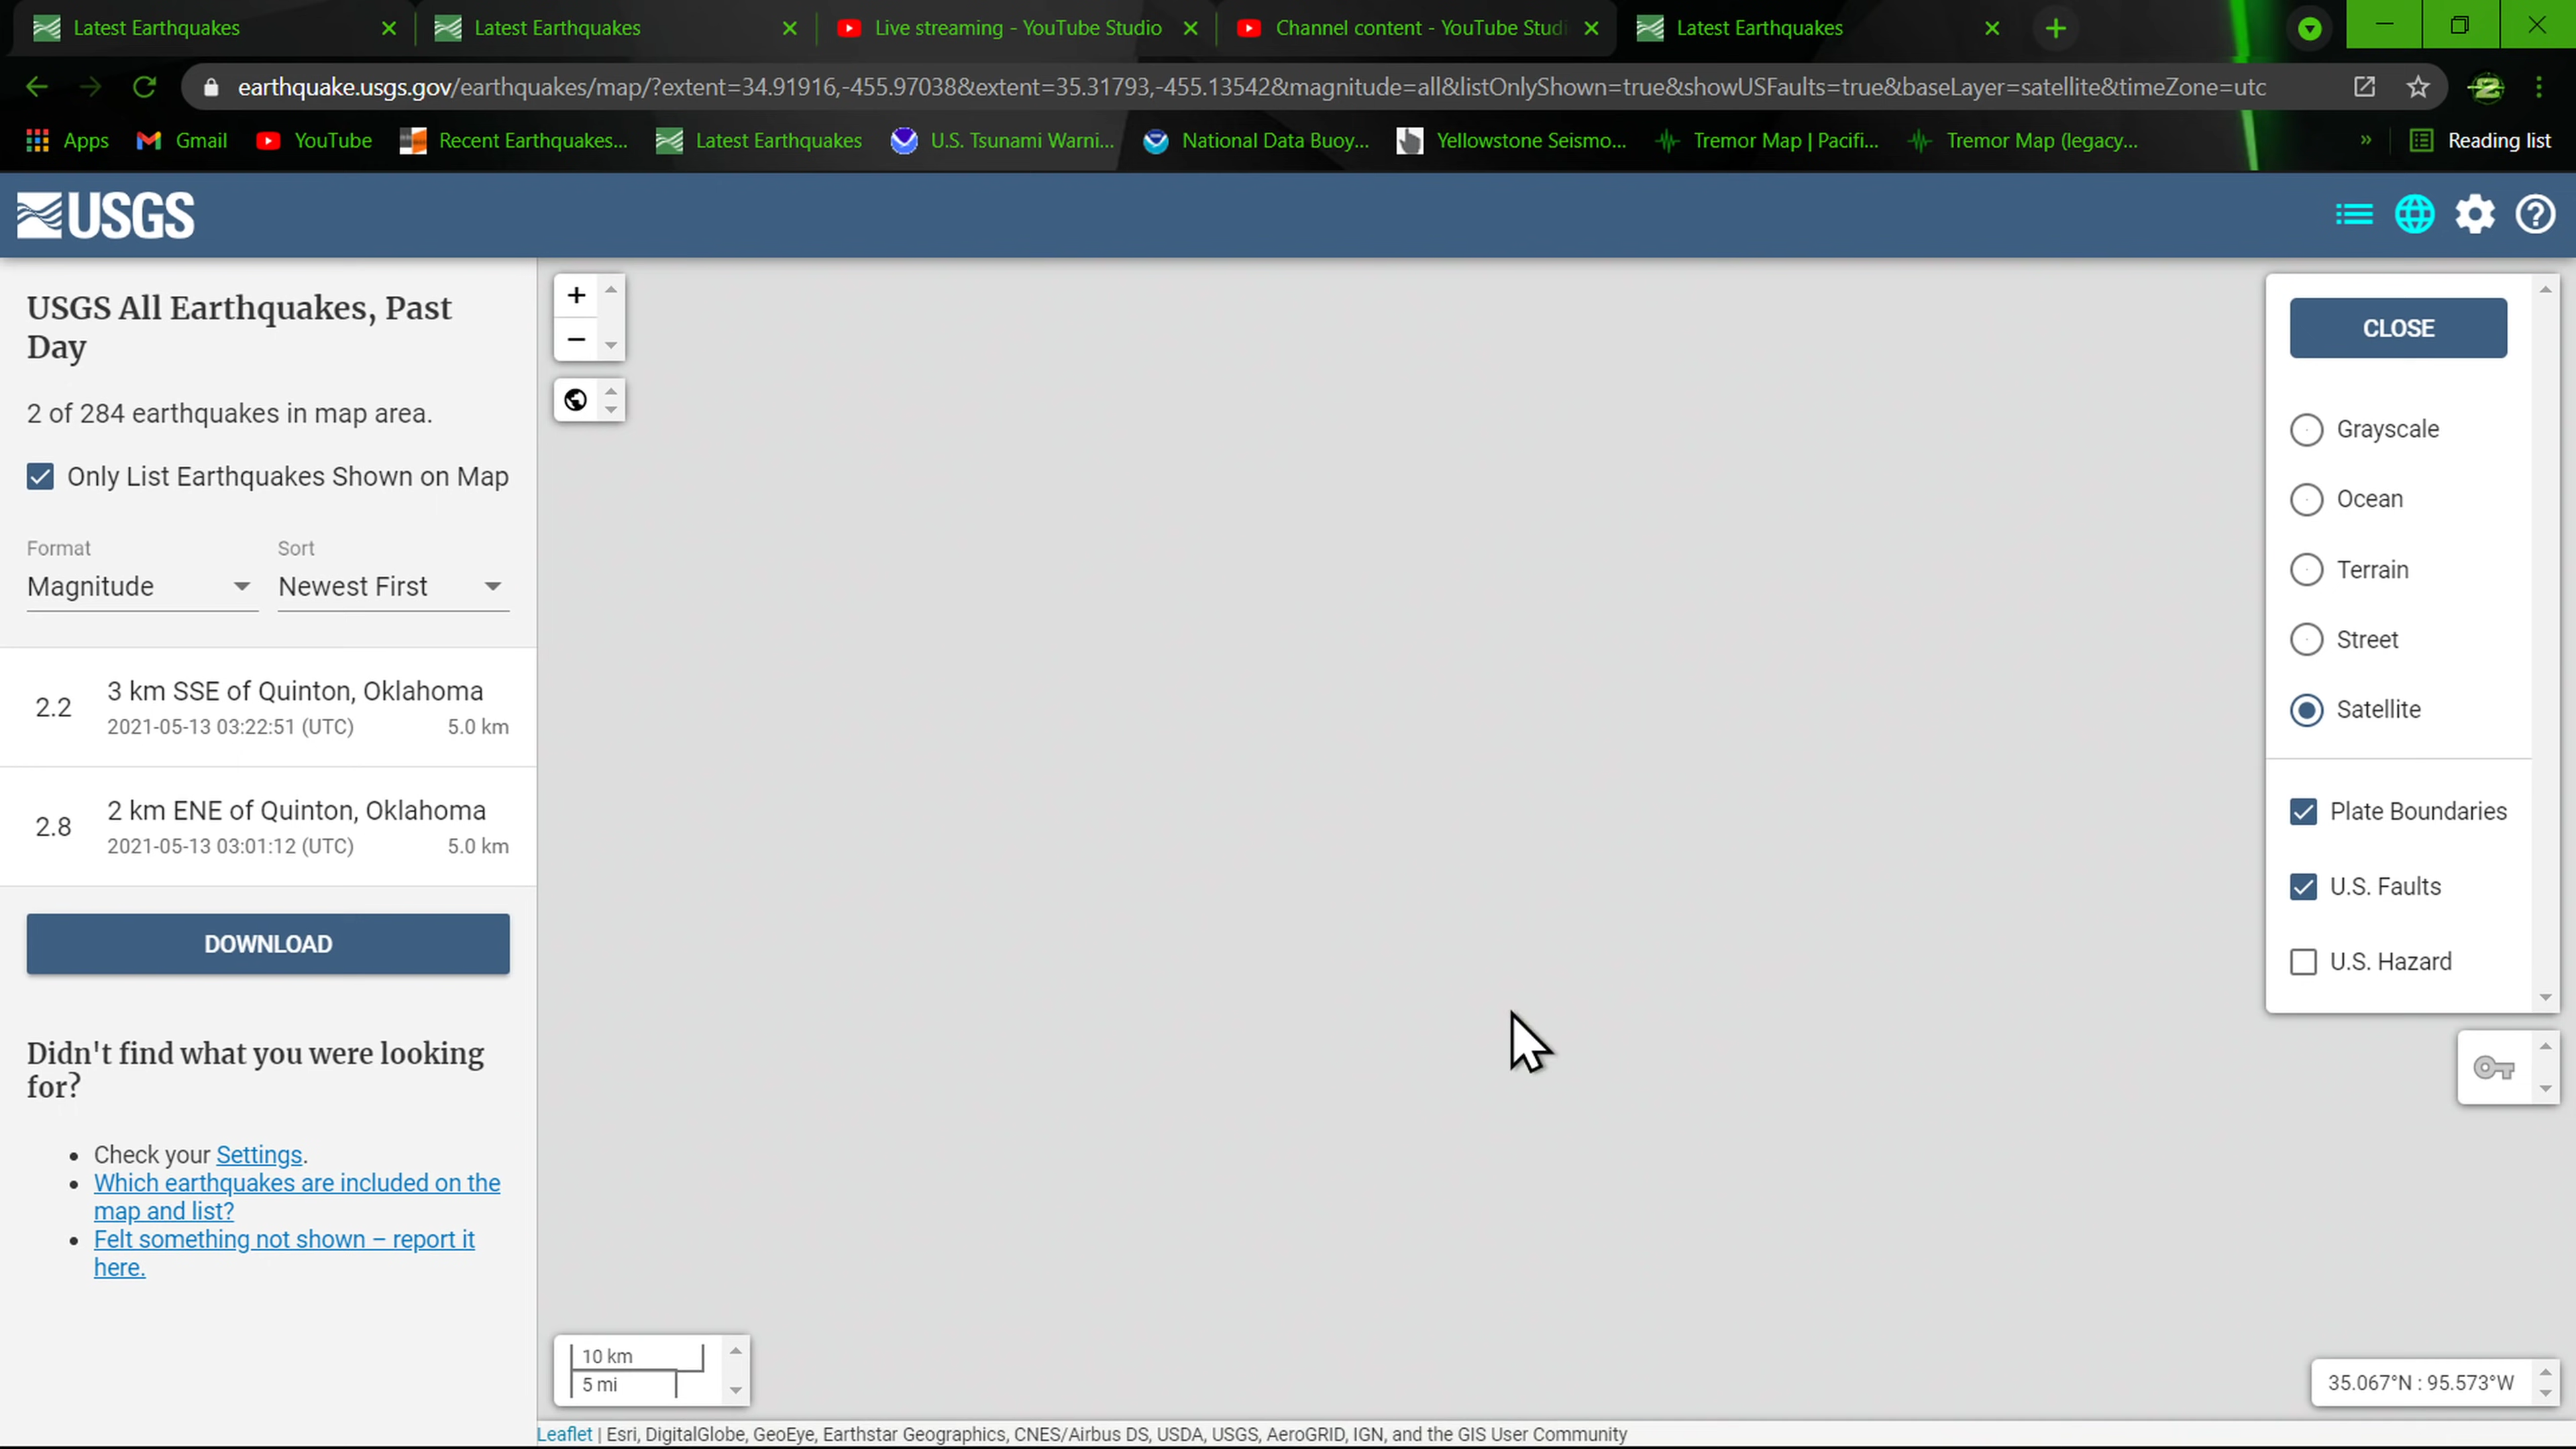 Latest Earthquakes
Latest Earthquakes
Live streaming - YouTube Studio
Channel content - YouTube Studi
Latest Earthquakes
earthquake.usgs.gov/earthquakes/map/?extent=34.91916,-455.97038&extent=35.31793,-455.13542&magnitude=all&listOnlyShown=true&showUSFaults=true&baseLayer=satellite&timeZone=utc
Apps
Gmail
YouTube
Recent Earthquakes...
Latest Earthquakes
U.S. Tsunami Warni...
National Data Buoy...
Yellowstone Seismo...
Tremor Map | Pacifi...
Tremor Map (legacy...
»
Reading list
USGS
USGS All Earthquakes, Past
Day
2 of 284 earthquakes in map area.
Only List Earthquakes Shown on Map
Format
Sort
Magnitude
Newest First
2.2
3 km SSE of Quinton, Oklahoma
2021-05-13 03:22:51 (UTC)
5.0 km
2.8
2 km ENE of Quinton, Oklahoma
2021-05-13 03:01:12 (UTC)
5.0 km
DOWNLOAD
Didn't find what you were looking
for?
• Check your Settings.
• Which earthquakes are included on the
map and list?
• Felt something not shown – report it
here.
+
−
CLOSE
Grayscale
Ocean
Terrain
Street
Satellite
Plate Boundaries
U.S. Faults
U.S. Hazard
10 km
5 mi
35.067°N : 95.573°W
Leaflet | Esri, DigitalGlobe, GeoEye, Earthstar Geographics, CNES/Airbus DS, USDA, USGS, AeroGRID, IGN, and the GIS User Community